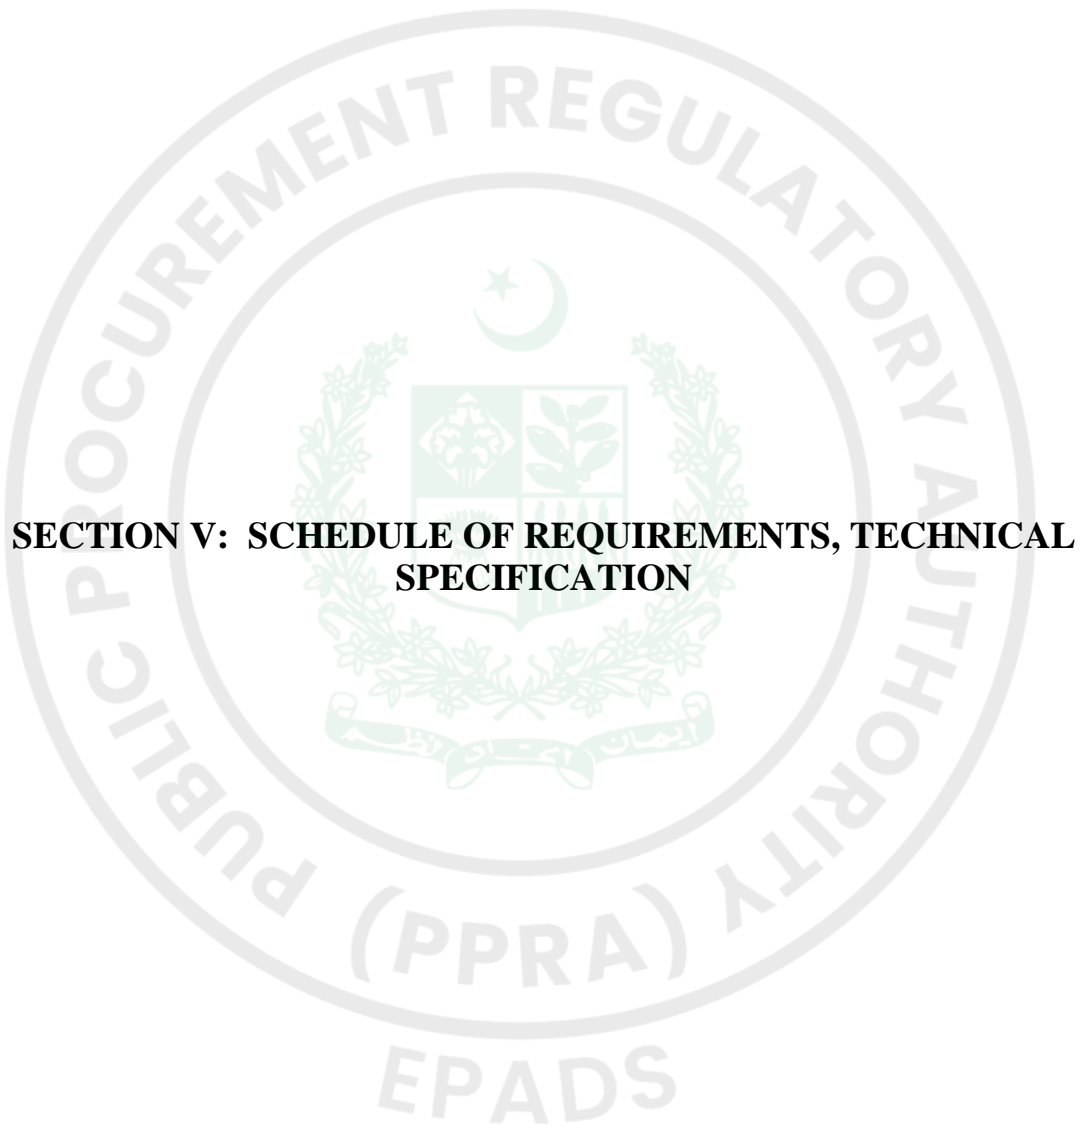 PUBLIC PROCUREMENT REGULATORY AUTHORITY
SECTION V: SCHEDULE OF REQUIREMENTS, TECHNICAL
SPECIFICATION
(PPRA)
EPADS